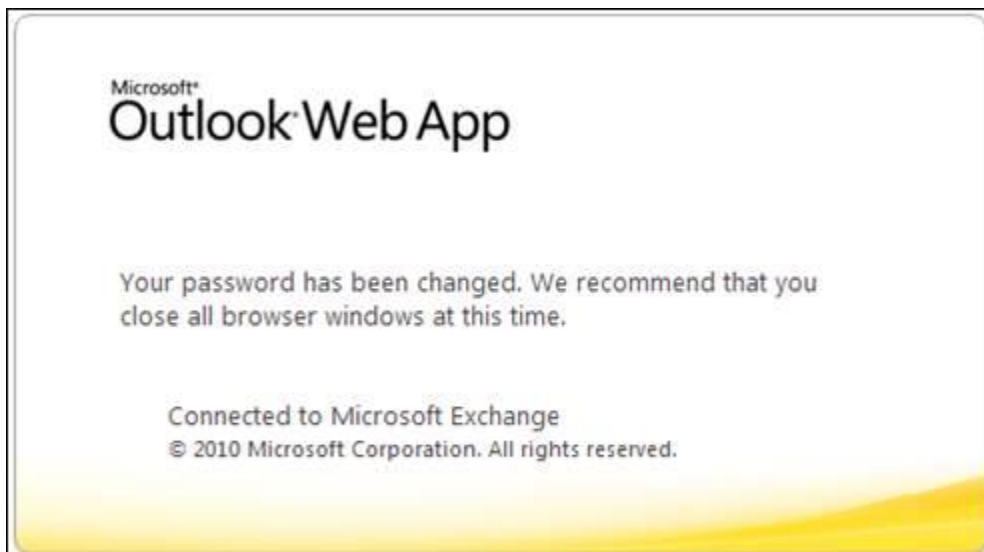 Microsoft®
Outlook® Web App
Your password has been changed. We recommend that you
close all browser windows at this time.
Connected to Microsoft Exchange
© 2010 Microsoft Corporation. All rights reserved.